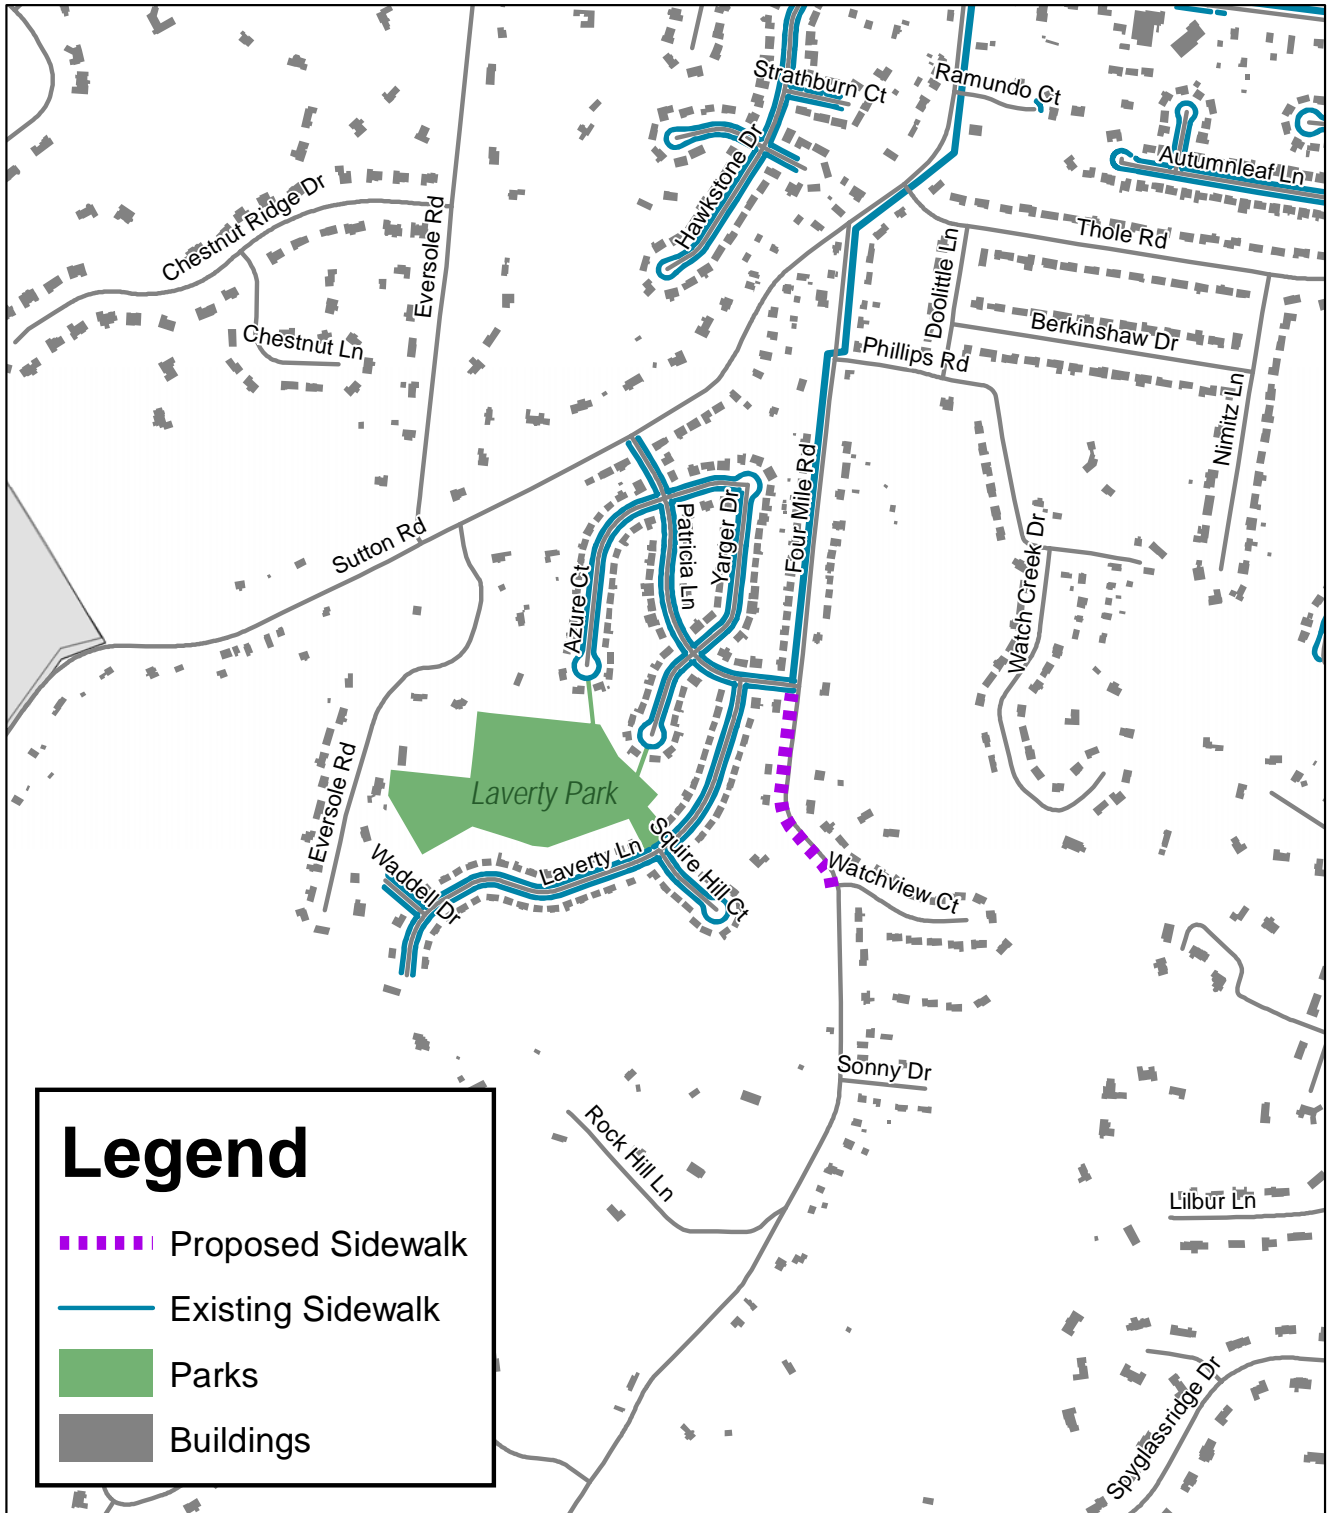 Strathburn Ct
Ramundo Ct
Autumnleaf Ln
Hawkstone Dr
Chestnut Ridge Dr
Eversole Rd
Thole Rd
Doolittle Ln
Chestnut Ln
Berkinshaw Dr
Phillips Rd
Nimitz Ln
Four Mile Rd
Sutton Rd
Patricia Ln
Yarger Dr
Azure Ct
Watch Creek Dr
Eversole Rd
Laverty Park
Squire Hill Ct
Laverty Ln
Waddell Dr
Watchview Ct
Sonny Dr
Rock Hill Ln
Lilbur Ln
Spyglassridge Dr
Legend
Proposed Sidewalk
Existing Sidewalk
Parks
Buildings